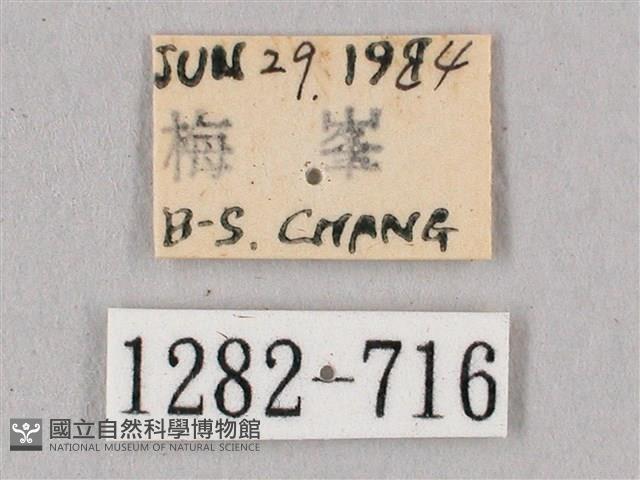 JUN 29. 1984
梅 峯
B-S. CHANG
1282-716
國立自然科學博物館
NATIONAL MUSEUM OF NATURAL SCIENCE